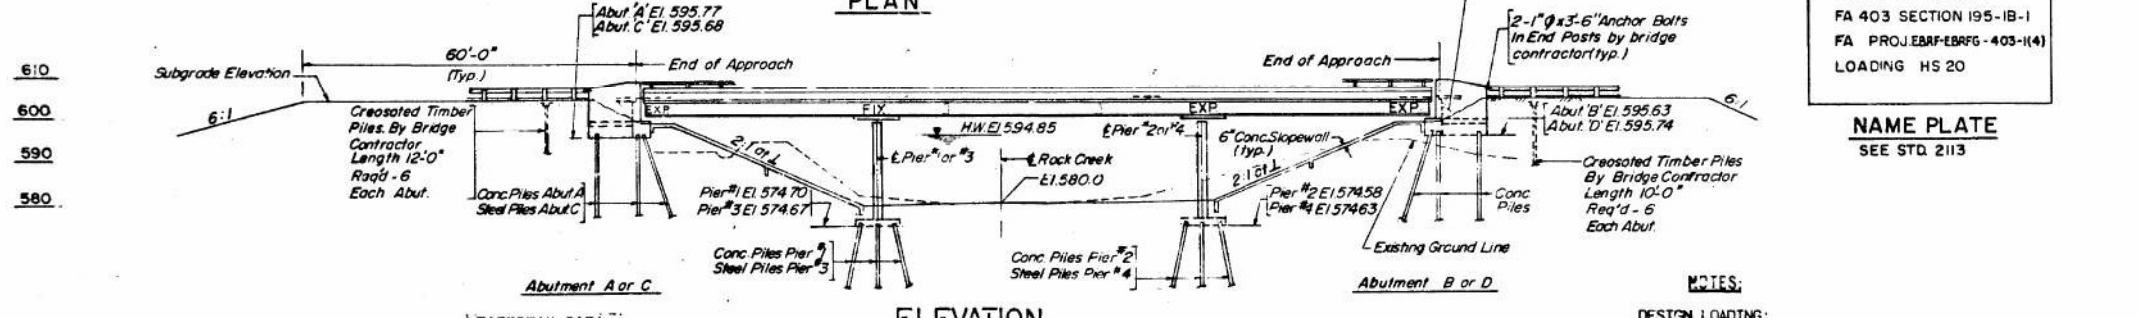 PLAN
Abut. 'A' El. 595.77
Abut. 'C' El. 595.68
2-1"φx3'-6" Anchor Bolts
In End Posts by bridge
contractor (typ.)
FA 403 SECTION 195-1B-1
FA PROJ. EBRF-EBRFG-403-1(4)
LOADING HS 20
NAME PLATE
SEE STD. 2113
60'-0"
(Typ.)
End of Approach
End of Approach
610
600
590
580
Subgrade Elevation
6:1
6:1
Creosoted Timber
Piles. By Bridge
Contractor
Length 12'-0"
Req'd - 6
Each Abut.
EXP
FIX
EXP
EXP
H.W. El. 594.85
℄ Pier #2 or #4
6" Conc. Slopewall
(typ.)
Abut. 'B' El. 595.63
Abut. 'D' El. 595.74
2:1 at ⊥
℄ Pier #1 or #3
℄ Rock Creek
El. 580.0
2:1 at ⊥
Creosoted Timber Piles
By Bridge Contractor
Length 10'-0"
Req'd - 6
Each Abut.
Conc. Piles Abut. A
Steel Piles Abut. C
Pier #1 El. 574.70
Pier #3 El. 574.67
Pier #2 El. 574.58
Pier #4 El. 574.63
Conc.
Piles
Existing Ground Line
Conc. Piles Pier #1
Steel Piles Pier #3
Conc. Piles Pier #2
Steel Piles Pier #4
Abutment A or C
Abutment B or D
NOTES:
ELEVATION
DESIGN LOADING: